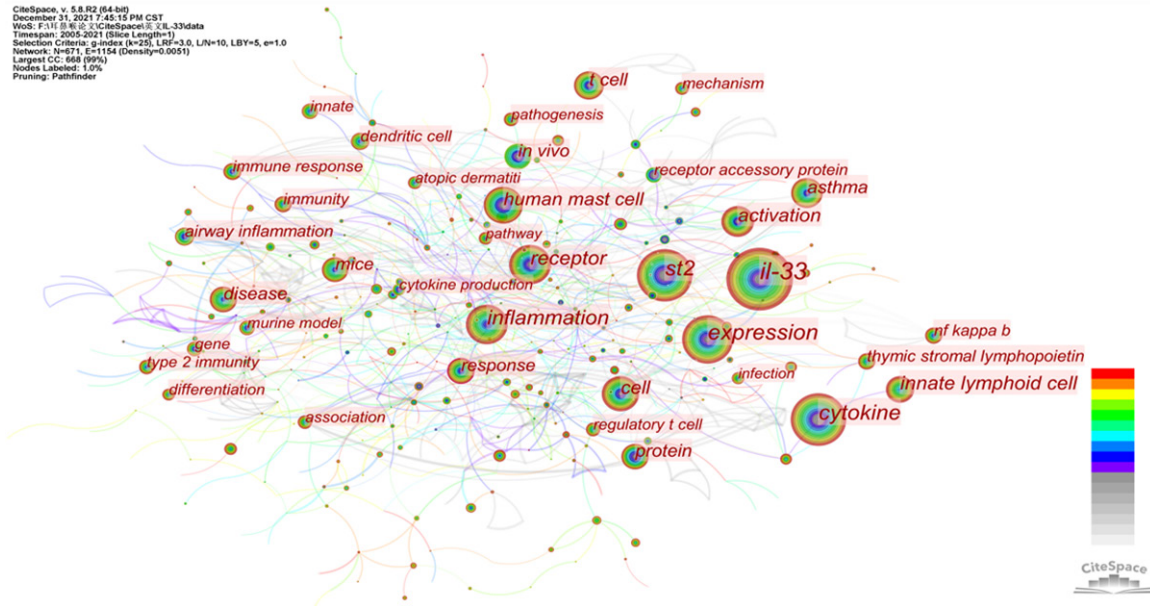 CiteSpace, v. 5.8.R2 (64-bit)
December 31, 2021 7:45:15 PM CST
WoS: F:\耳鼻喉论文\CiteSpace\英文IL-33\data
Timespan: 2005-2021 (Slice Length=1)
Selection Criteria: g-index (k=25), LRF=3.0, L/N=10, LBY=5, e=1.0
Network: N=671, E=1154 (Density=0.0051)
Largest CC: 668 (99%)
Nodes Labeled: 1.0%
Pruning: Pathfinder
t cell
mechanism
innate
pathogenesis
dendritic cell
in vivo
immune response
receptor accessory protein
atopic dermatiti
asthma
immunity
human mast cell
activation
airway inflammation
pathway
receptor
mice
st2
il-33
cytokine production
disease
inflammation
murine model
expression
nf kappa b
gene
thymic stromal lymphopoietin
type 2 immunity
response
infection
innate lymphoid cell
differentiation
cell
cytokine
association
regulatory t cell
protein
CiteSpace